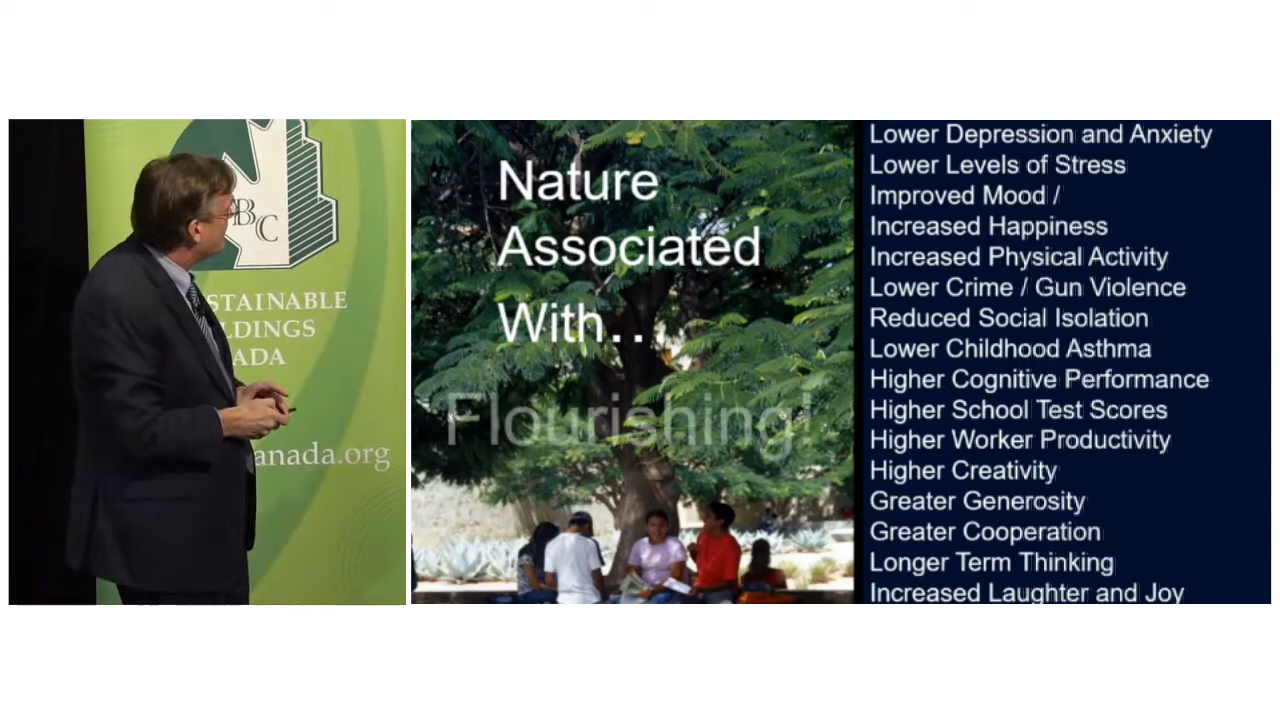 BC
STAINABLE
LDINGS
ADA
anada.org
Nature
Associated
With. .
Flourishing!
Lower Depression and Anxiety
Lower Levels of Stress
Improved Mood /
Increased Happiness
Increased Physical Activity
Lower Crime / Gun Violence
Reduced Social Isolation
Lower Childhood Asthma
Higher Cognitive Performance
Higher School Test Scores
Higher Worker Productivity
Higher Creativity
Greater Generosity
Greater Cooperation
Longer Term Thinking
Increased Laughter and Joy